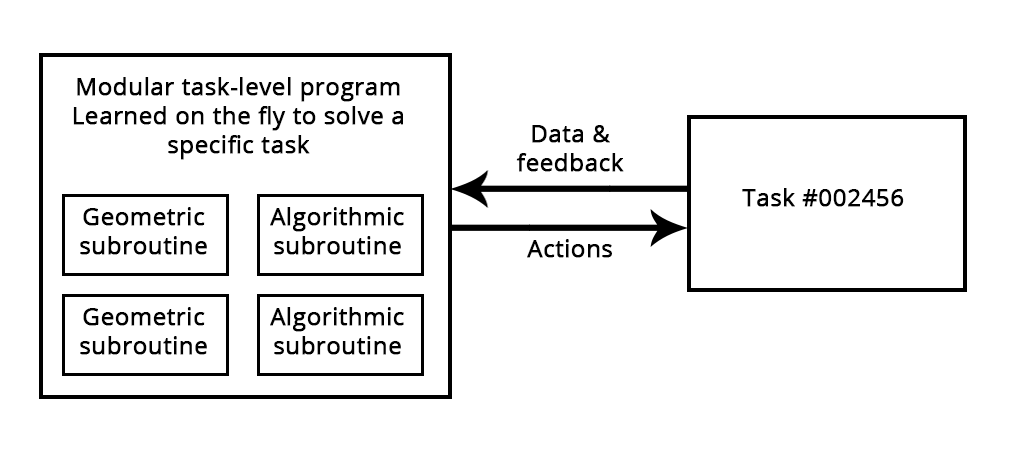 Modular task-level program
Learned on the fly to solve a
specific task
Geometric
subroutine
Algorithmic
subroutine
Geometric
subroutine
Algorithmic
subroutine
Data &
feedback
Actions
Task #002456